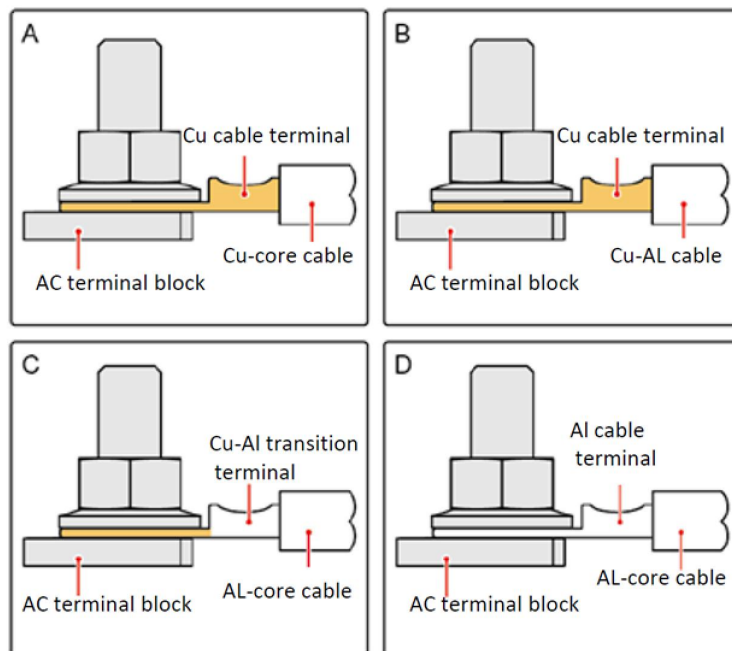 A
Cu cable terminal
Cu-core cable
AC terminal block
B
Cu cable terminal
Cu-AL cable
AC terminal block
C
Cu-Al transition
terminal
AL-core cable
AC terminal block
D
Al cable
terminal
AL-core cable
AC terminal block